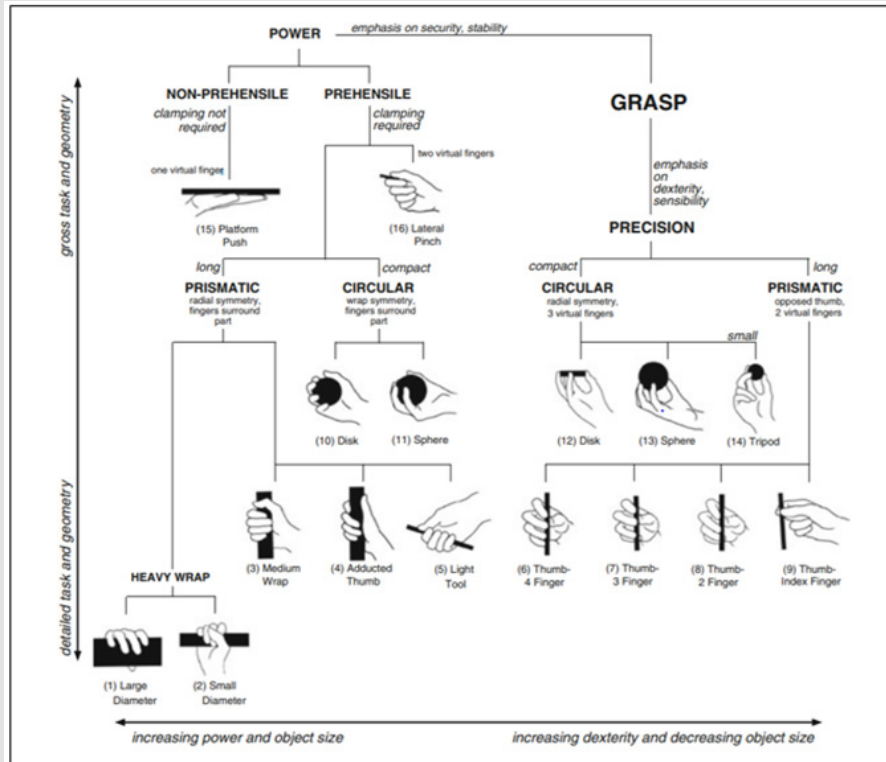 POWER
emphasis on security, stability
NON-PREHENSILE
PREHENSILE
clamping not
required
clamping
required
GRASP
one virtual finger
two virtual fingers
emphasis
on
dexterity,
sensibility
(15) Platform
Push
(16) Lateral
Pinch
PRECISION
long
compact
compact
long
PRISMATIC
radial symmetry,
fingers surround
part
CIRCULAR
wrap symmetry,
fingers surround
part
CIRCULAR
radial symmetry,
3 virtual fingers
PRISMATIC
opposed thumb,
2 virtual fingers
small
(10) Disk
(11) Sphere
(12) Disk
(13) Sphere
(14) Tripod
(3) Medium
Wrap
(4) Adducted
Thumb
(5) Light
Tool
(6) Thumb-
4 Finger
(7) Thumb-
3 Finger
(8) Thumb-
2 Finger
(9) Thumb-
Index Finger
HEAVY WRAP
(1) Large
Diameter
(2) Small
Diameter
gross task and geometry
detailed task and geometry
increasing power and object size
increasing dexterity and decreasing object size